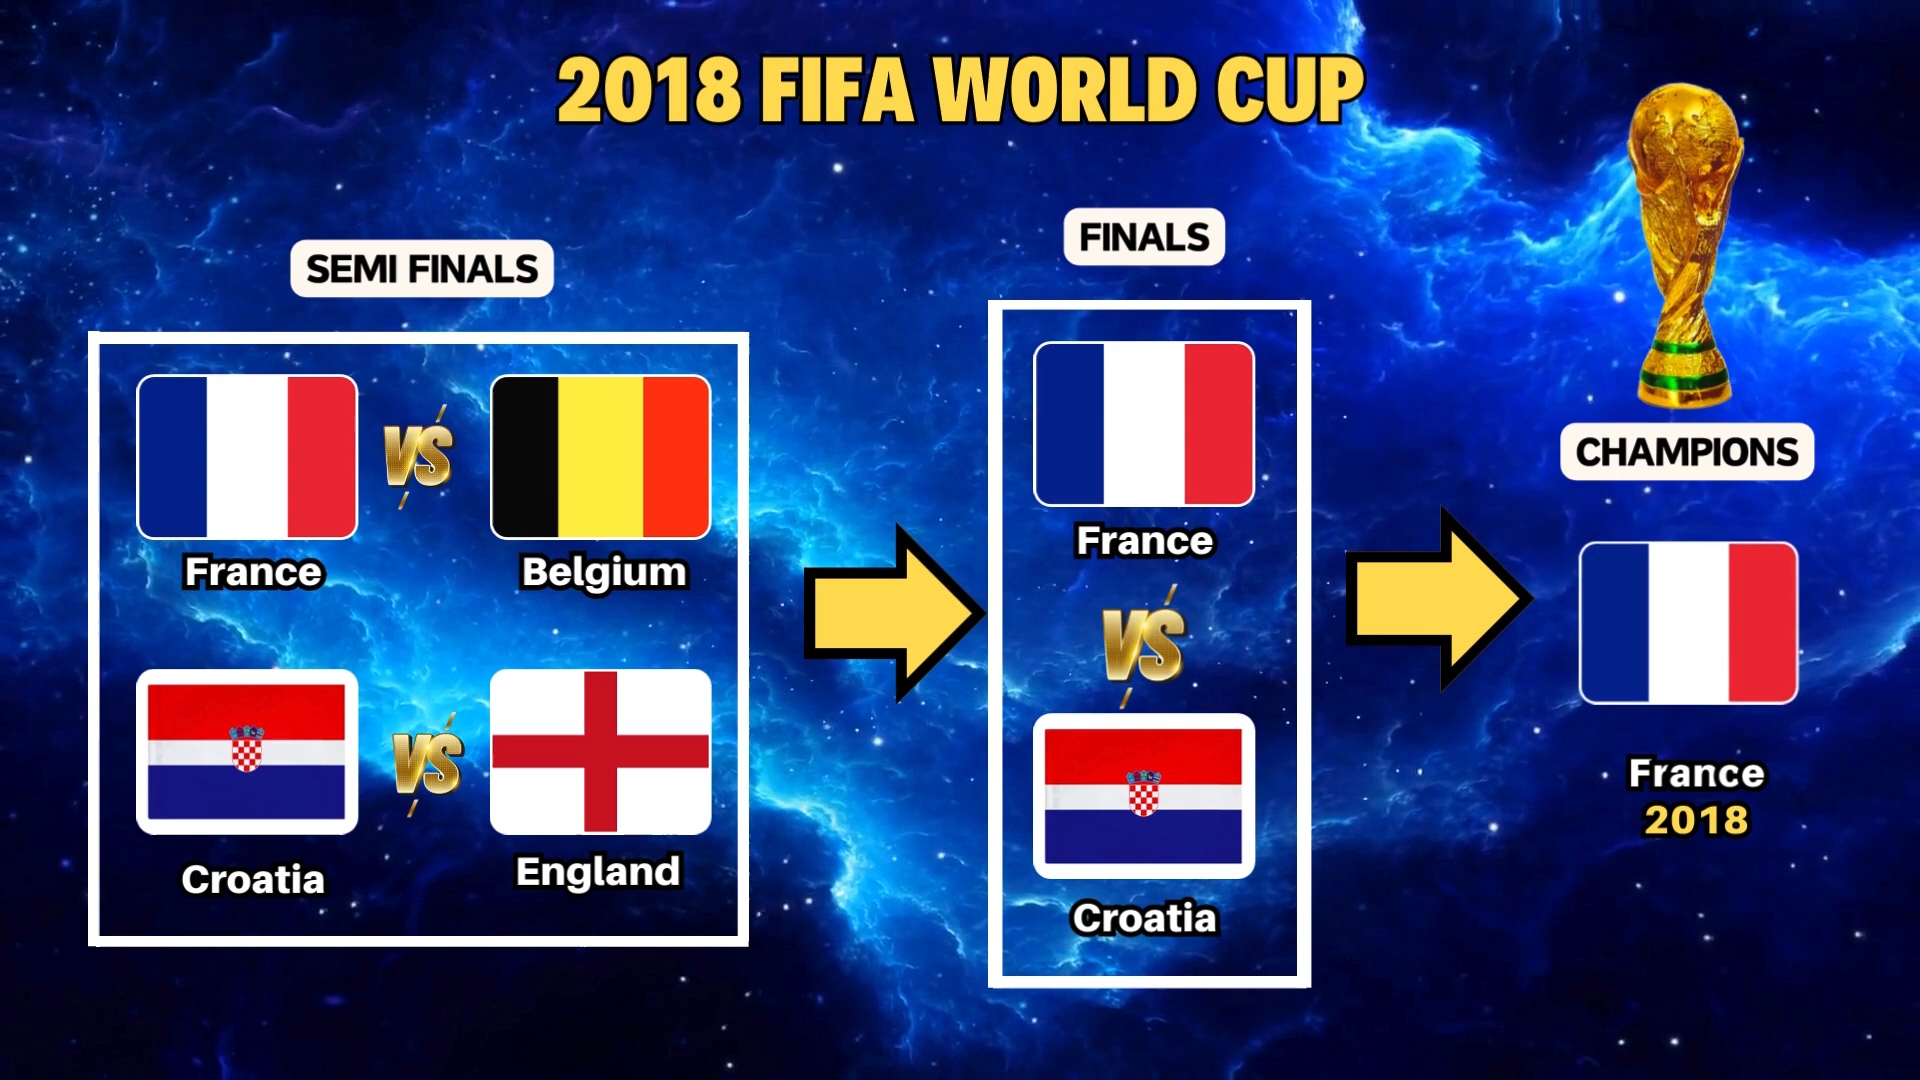 2018 FIFA WORLD CUP
SEMI FINALS
France
VS
Belgium
Croatia
VS
England
FINALS
France
VS
Croatia
CHAMPIONS
France
2018